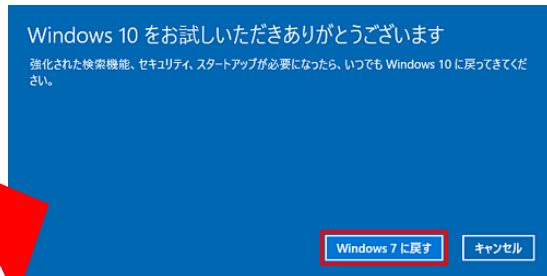 Windows 10 をお試しいただきありがとうございます
強化された検索機能、セキュリティ、スタートアップが必要になったら、いつでも Windows 10 に戻ってきてくだ
さい。
Windows 7 に戻す
キャンセル